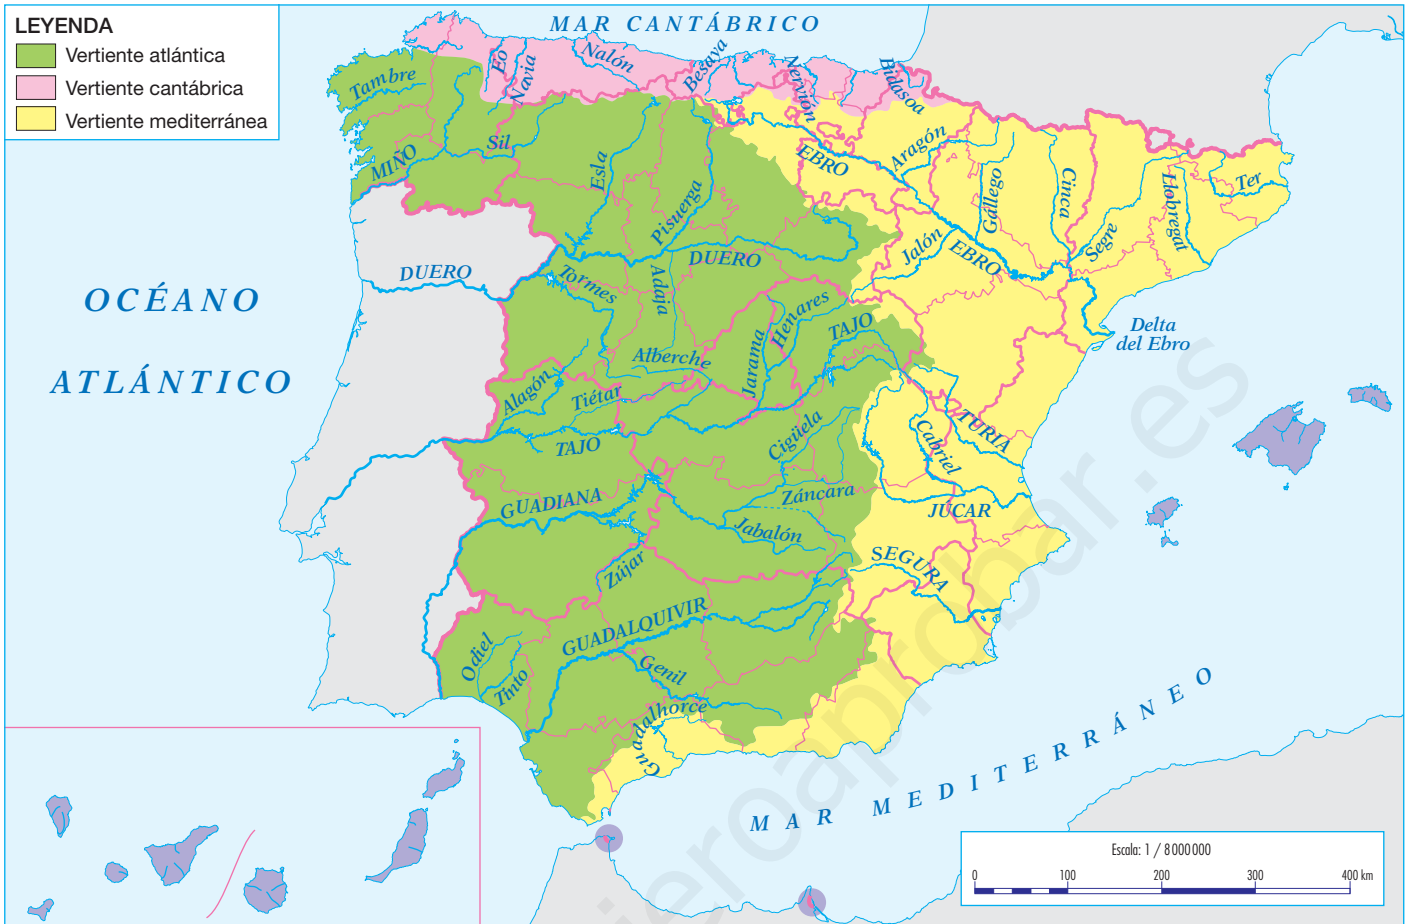 LEYENDA
Vertiente atlántica
Vertiente cantábrica
Vertiente mediterránea
MAR CANTÁBRICO
Tambre
Eo
Navia
Nalón
Besaya
Nervión
Bidasoa
MIÑO
Sil
Esla
Pisuerga
EBRO
Aragón
Gállego
Cinca
Segre
Llobregat
Ter
DUERO
Tormes
Adaja
DUERO
Jalón
EBRO
Delta
del Ebro
OCÉANO
ATLÁNTICO
Alagón
Tiétar
Alberche
Jarama
Henares
TAJO
TAJO
Cigüela
Cabriel
TURIA
GUADIANA
Záncara
Jabalón
JÚCAR
Zújar
SEGURA
GUADALQUIVIR
Odiel
Tinto
Genil
Guadalhorce
MAR MEDITERRÁNEO
Escala: 1 / 8 000 000
0 100 200 300 400 km
ieroaprobar.es